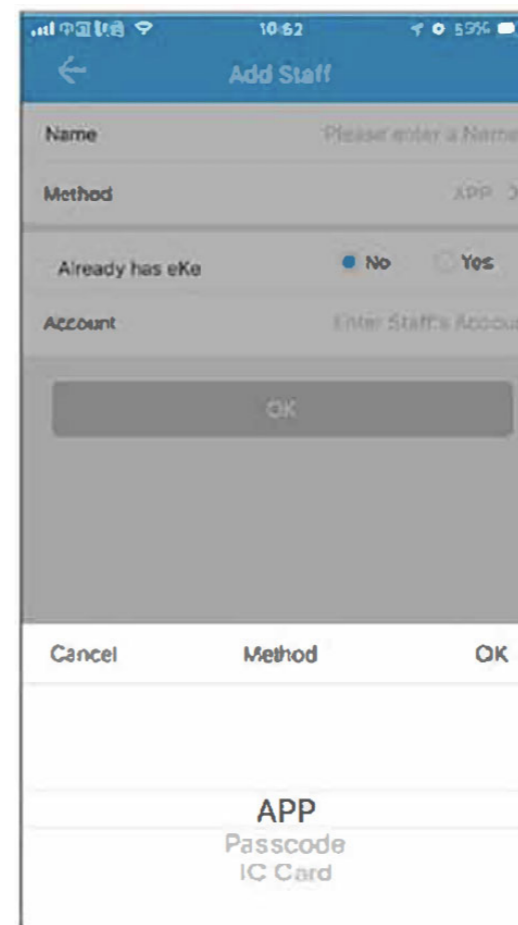 10:52 59%
Add Staff
Name Please enter a Name
Method APP
Already has eKe No Yes
Account Enter Staff's Accou
OK
Cancel Method OK
APP
Passcode
IC Card